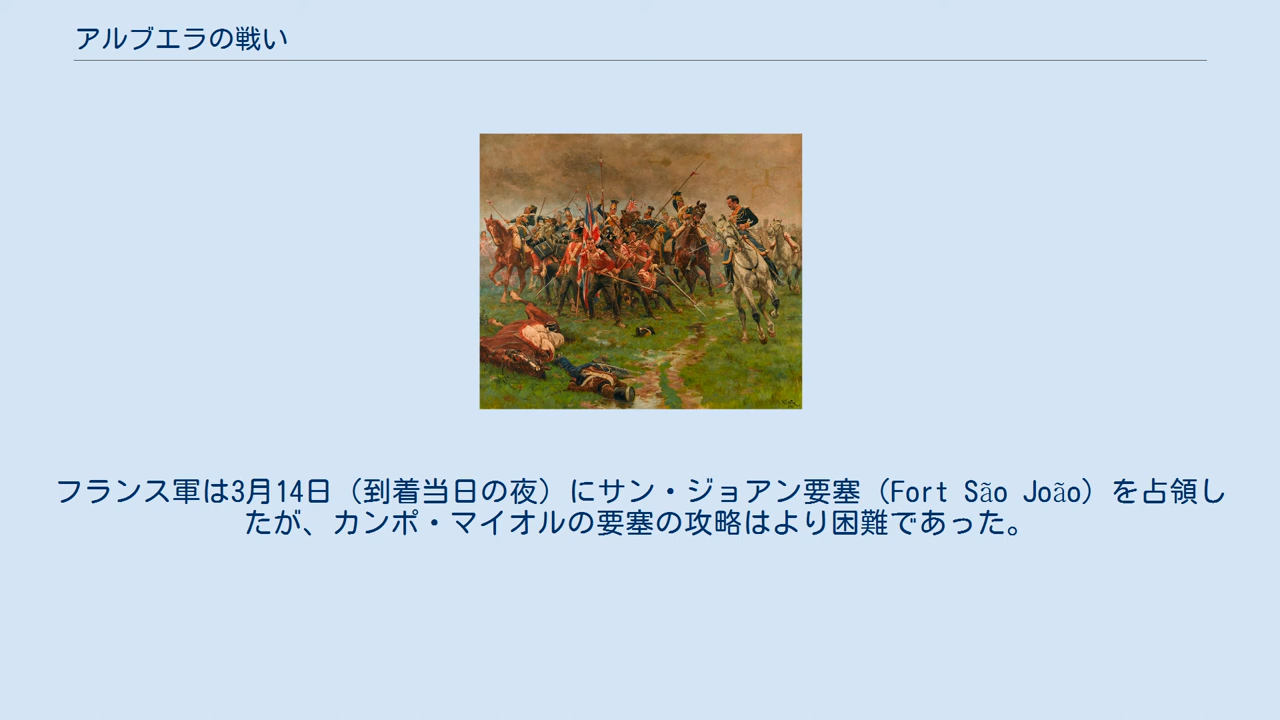 アルブエラの戦い
フランス軍は3月14日（到着当日の夜）にサン・ジョアン要塞（Fort São João）を占領し
たが、カンポ・マイオルの要塞の攻略はより困難であった。